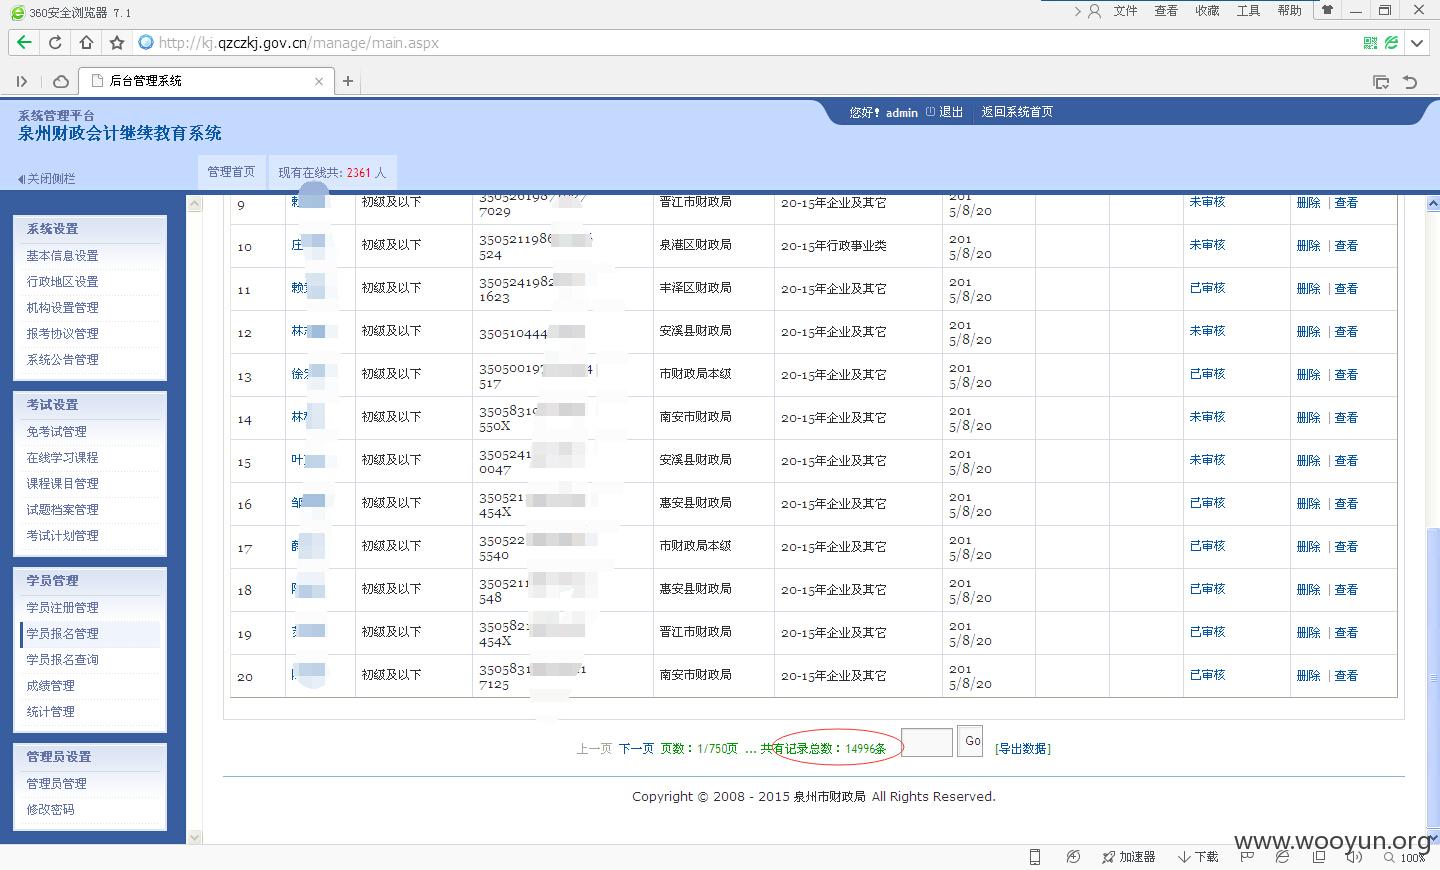 360安全浏览器 7.1
文件 查看 收藏 工具 帮助
http://kj.qzczkj.gov.cn/manage/main.aspx
后台管理系统
系统管理平台
泉州财政会计继续教育系统
您好! admin 退出 返回系统首页
关闭侧栏
管理首页 现有在线共: 2361 人
系统设置
基本信息设置
行政地区设置
机构设置管理
报考协议管理
系统公告管理
考试设置
免考试管理
在线学习课程
课程课目管理
试题档案管理
考试计划管理
学员管理
学员注册管理
学员报名管理
学员报名查询
成绩管理
统计管理
管理员设置
管理员管理
修改密码
9 初级及以下 7029 晋江市财政局 20-15年企业及其它 201 5/8/20 未审核 删除 | 查看
10 庄 初级及以下 350521198 524 泉港区财政局 20-15年行政事业类 201 5/8/20 未审核 删除 | 查看
11 赖 初级及以下 350524198 1623 丰泽区财政局 20-15年企业及其它 201 5/8/20 已审核 删除 | 查看
12 林 初级及以下 350510444 安溪县财政局 20-15年企业及其它 201 5/8/20 未审核 删除 | 查看
13 徐 初级及以下 35050019 517 市财政局本级 20-15年企业及其它 201 5/8/20 已审核 删除 | 查看
14 林 初级及以下 3505831 550X 南安市财政局 20-15年企业及其它 201 5/8/20 未审核 删除 | 查看
15 叶 初级及以下 3505241 0047 安溪县财政局 20-15年企业及其它 201 5/8/20 未审核 删除 | 查看
16 邹 初级及以下 350521 454X 惠安县财政局 20-15年企业及其它 201 5/8/20 已审核 删除 | 查看
17 初级及以下 350522 5540 市财政局本级 20-15年企业及其它 201 5/8/20 已审核 删除 | 查看
18 初级及以下 350521 548 惠安县财政局 20-15年企业及其它 201 5/8/20 已审核 删除 | 查看
19 初级及以下 350582 454X 晋江市财政局 20-15年企业及其它 201 5/8/20 已审核 删除 | 查看
20 初级及以下 350583 7125 南安市财政局 20-15年企业及其它 201 5/8/20 已审核 删除 | 查看
上一页 下一页 页数：1/750页 ... 共有记录总数：14996条 Go [导出数据]
Copyright © 2008 - 2015 泉州市财政局 All Rights Reserved.
www.wooyun.org
加速器 下载 100%